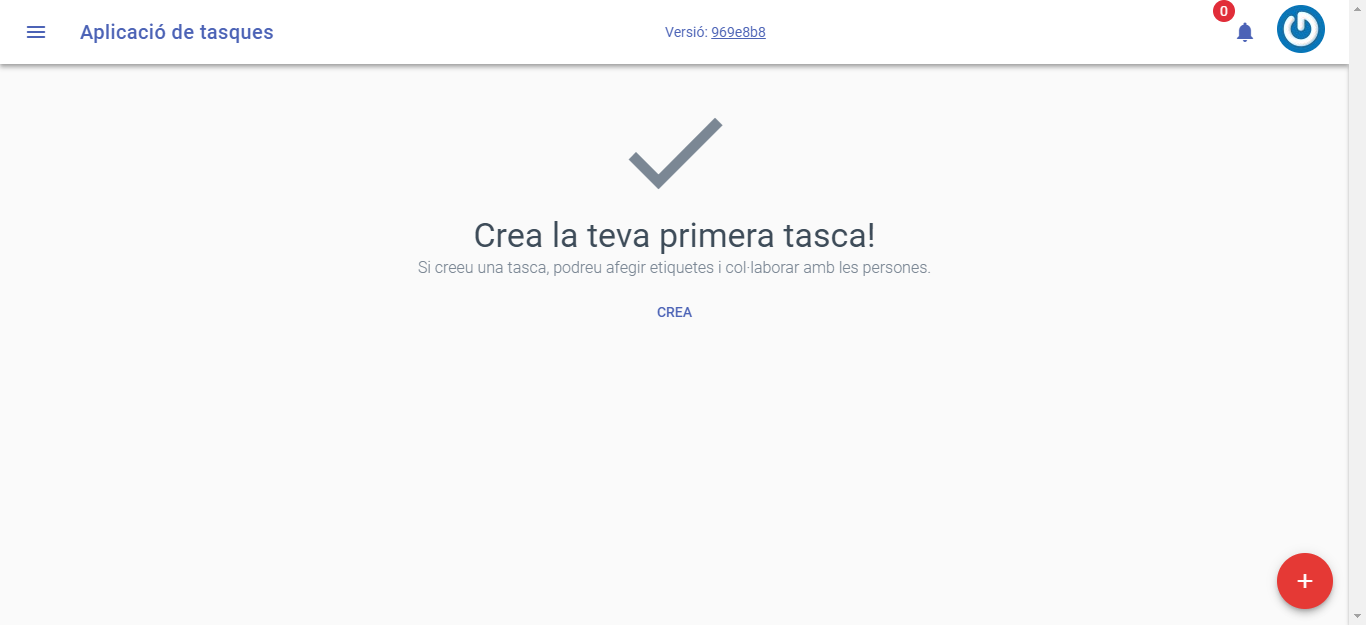 Aplicació de tasques
Versió: 969e8b8
0
Crea la teva primera tasca!
Si creeu una tasca, podreu afegir etiquetes i col·laborar amb les persones.
CREA